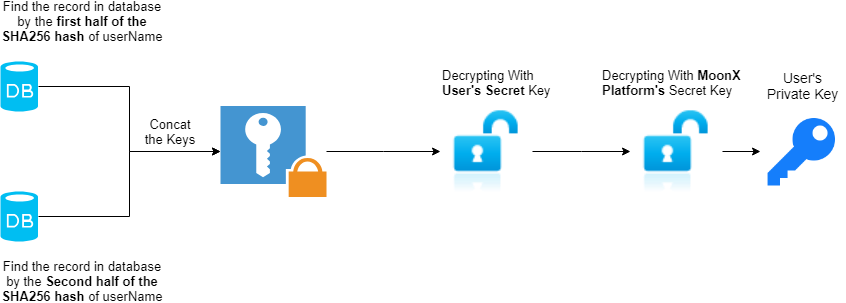 Find the record in database
by the first half of the
SHA256 hash of userName
DB
Concat
the Keys
Decrypting With
User's Secret Key
Decrypting With MoonX
Platform's Secret Key
User's
Private Key
DB
Find the record in database
by the Second half of the
SHA256 hash of userName